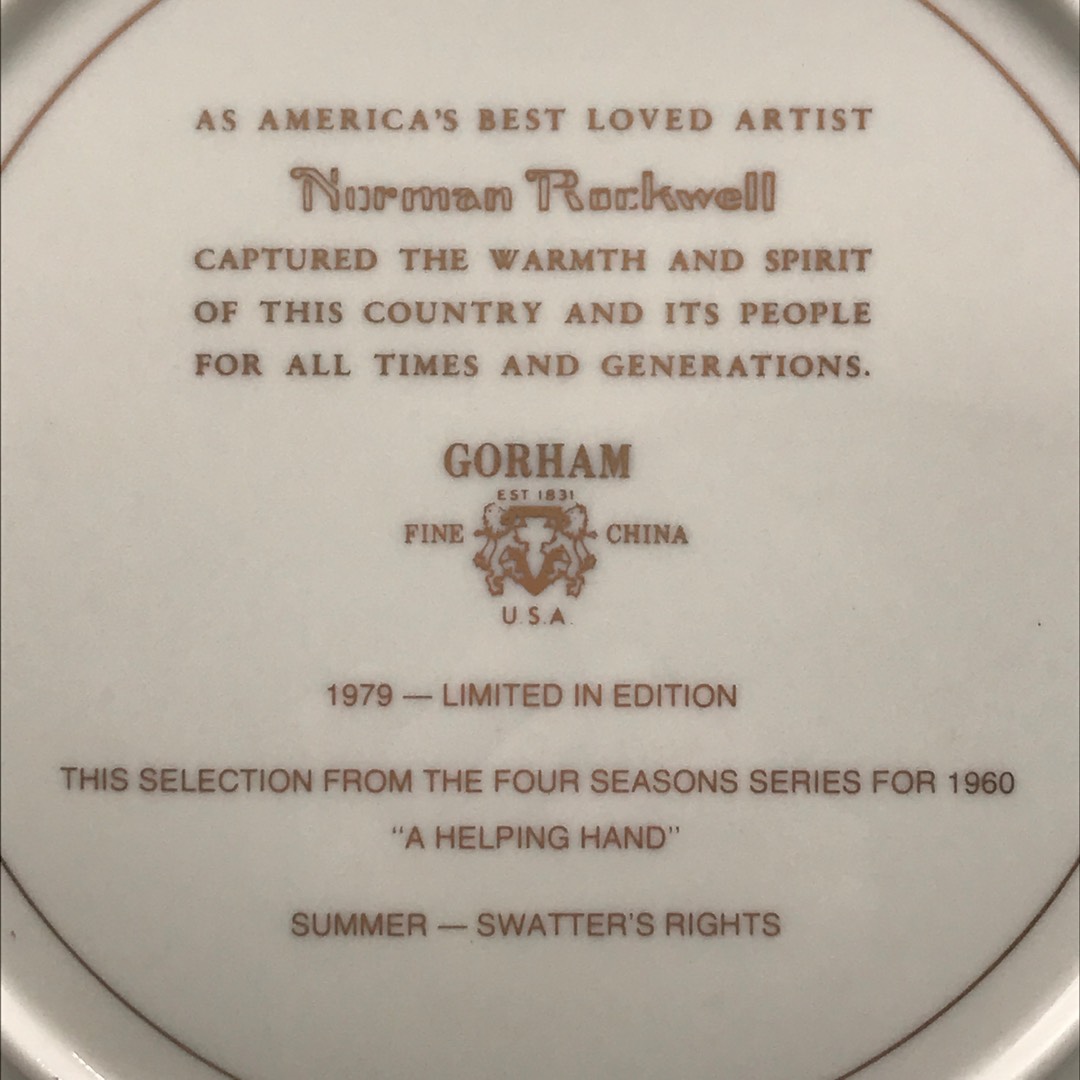 AS AMERICA'S BEST LOVED ARTIST
Norman Rockwell
CAPTURED THE WARMTH AND SPIRIT
OF THIS COUNTRY AND ITS PEOPLE
FOR ALL TIMES AND GENERATIONS.
GORHAM
EST 1831
FINE CHINA
U.S.A.
1979 — LIMITED IN EDITION
THIS SELECTION FROM THE FOUR SEASONS SERIES FOR 1960
"A HELPING HAND"
SUMMER — SWATTER'S RIGHTS